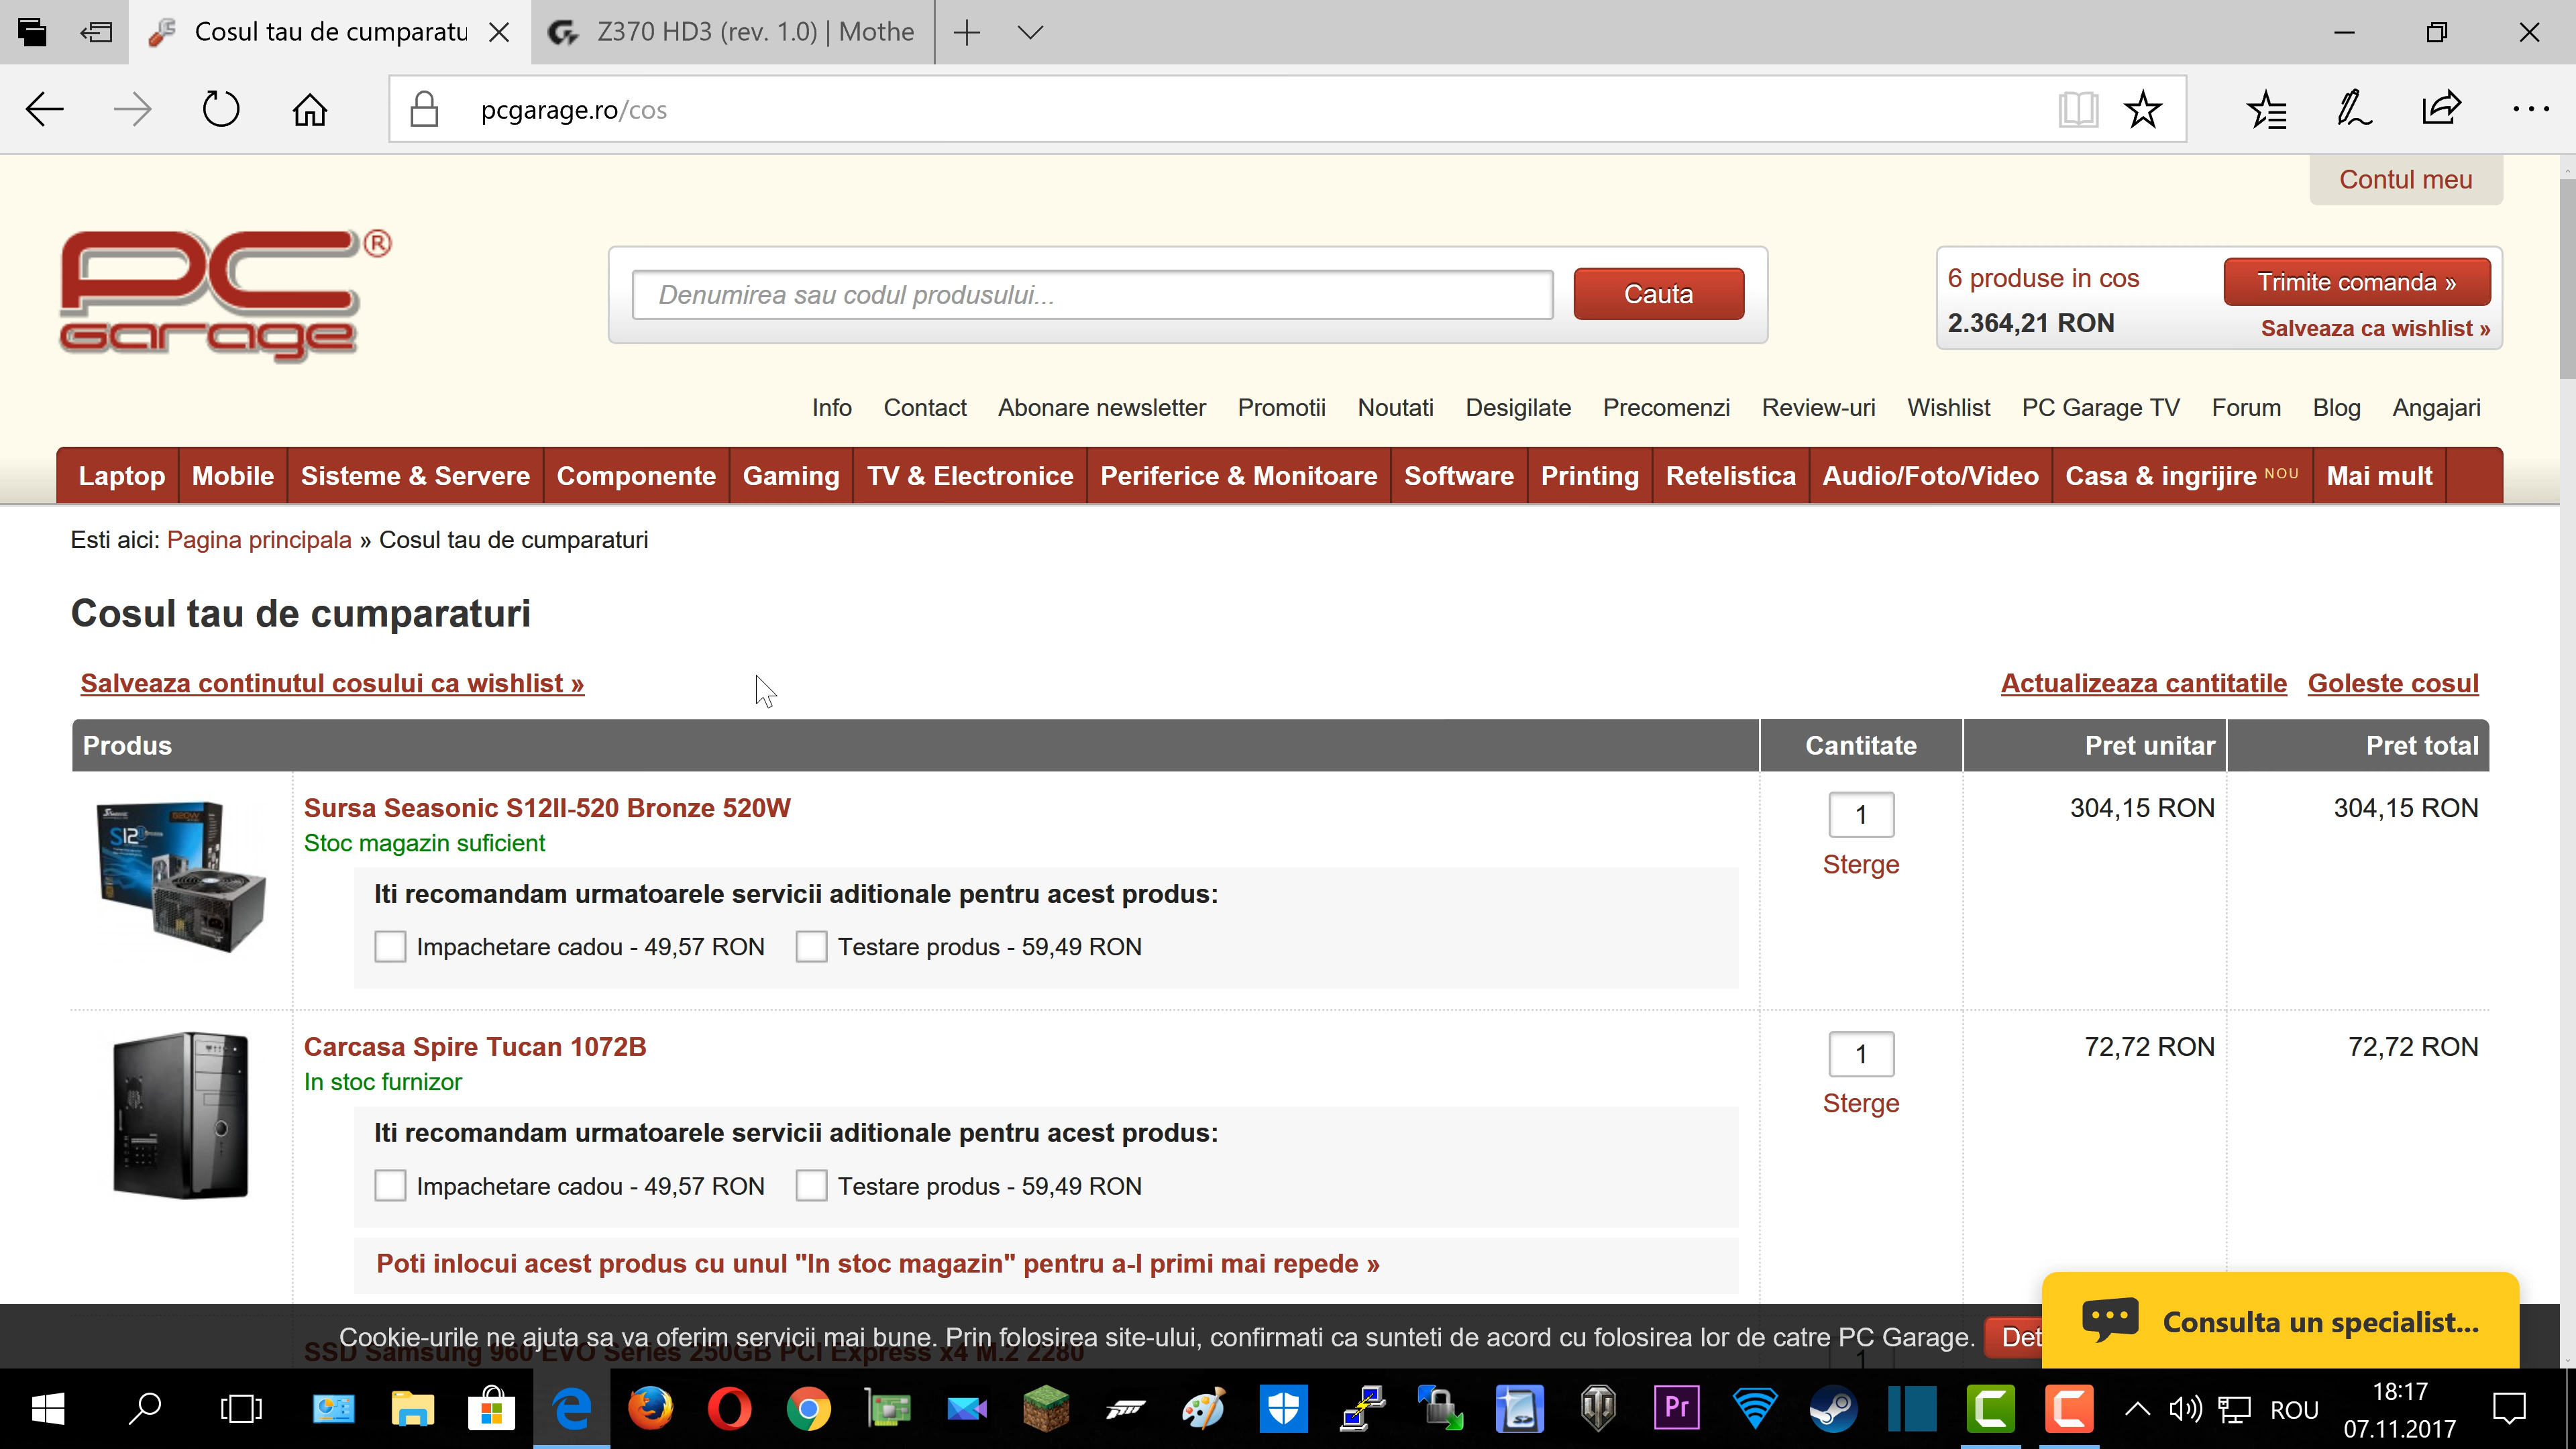 Cosul tau de cumparatu
Z370 HD3 (rev. 1.0) | Mothe
pcgarage.ro/cos
Contul meu
PC Garage ®
Denumirea sau codul produsului...
Cauta
6 produse in cos
Trimite comanda »
2.364,21 RON
Salveaza ca wishlist »
Info Contact Abonare newsletter Promotii Noutati Desigilate Precomenzi Review-uri Wishlist PC Garage TV Forum Blog Angajari
Laptop Mobile Sisteme & Servere Componente Gaming TV & Electronice Periferice & Monitoare Software Printing Retelistica Audio/Foto/Video Casa & ingrijire NOU Mai mult
Esti aici: Pagina principala » Cosul tau de cumparaturi
Cosul tau de cumparaturi
Salveaza continutul cosului ca wishlist »
Actualizeaza cantitatile Goleste cosul
Produs Cantitate Pret unitar Pret total
Sursa Seasonic S12II-520 Bronze 520W
1
304,15 RON
304,15 RON
Stoc magazin suficient
Sterge
Iti recomandam urmatoarele servicii aditionale pentru acest produs:
Impachetare cadou - 49,57 RON Testare produs - 59,49 RON
Carcasa Spire Tucan 1072B
1
72,72 RON
72,72 RON
In stoc furnizor
Sterge
Iti recomandam urmatoarele servicii aditionale pentru acest produs:
Impachetare cadou - 49,57 RON Testare produs - 59,49 RON
Poti inlocui acest produs cu unul "In stoc magazin" pentru a-l primi mai repede »
Cookie-urile ne ajuta sa va oferim servicii mai bune. Prin folosirea site-ului, confirmati ca sunteti de acord cu folosirea lor de catre PC Garage.
Det
Consulta un specialist...
SSD Samsung 960 EVO Series 250GB PCI Express x4 M.2 2280
1
Pr
ROU
18:17
07.11.2017